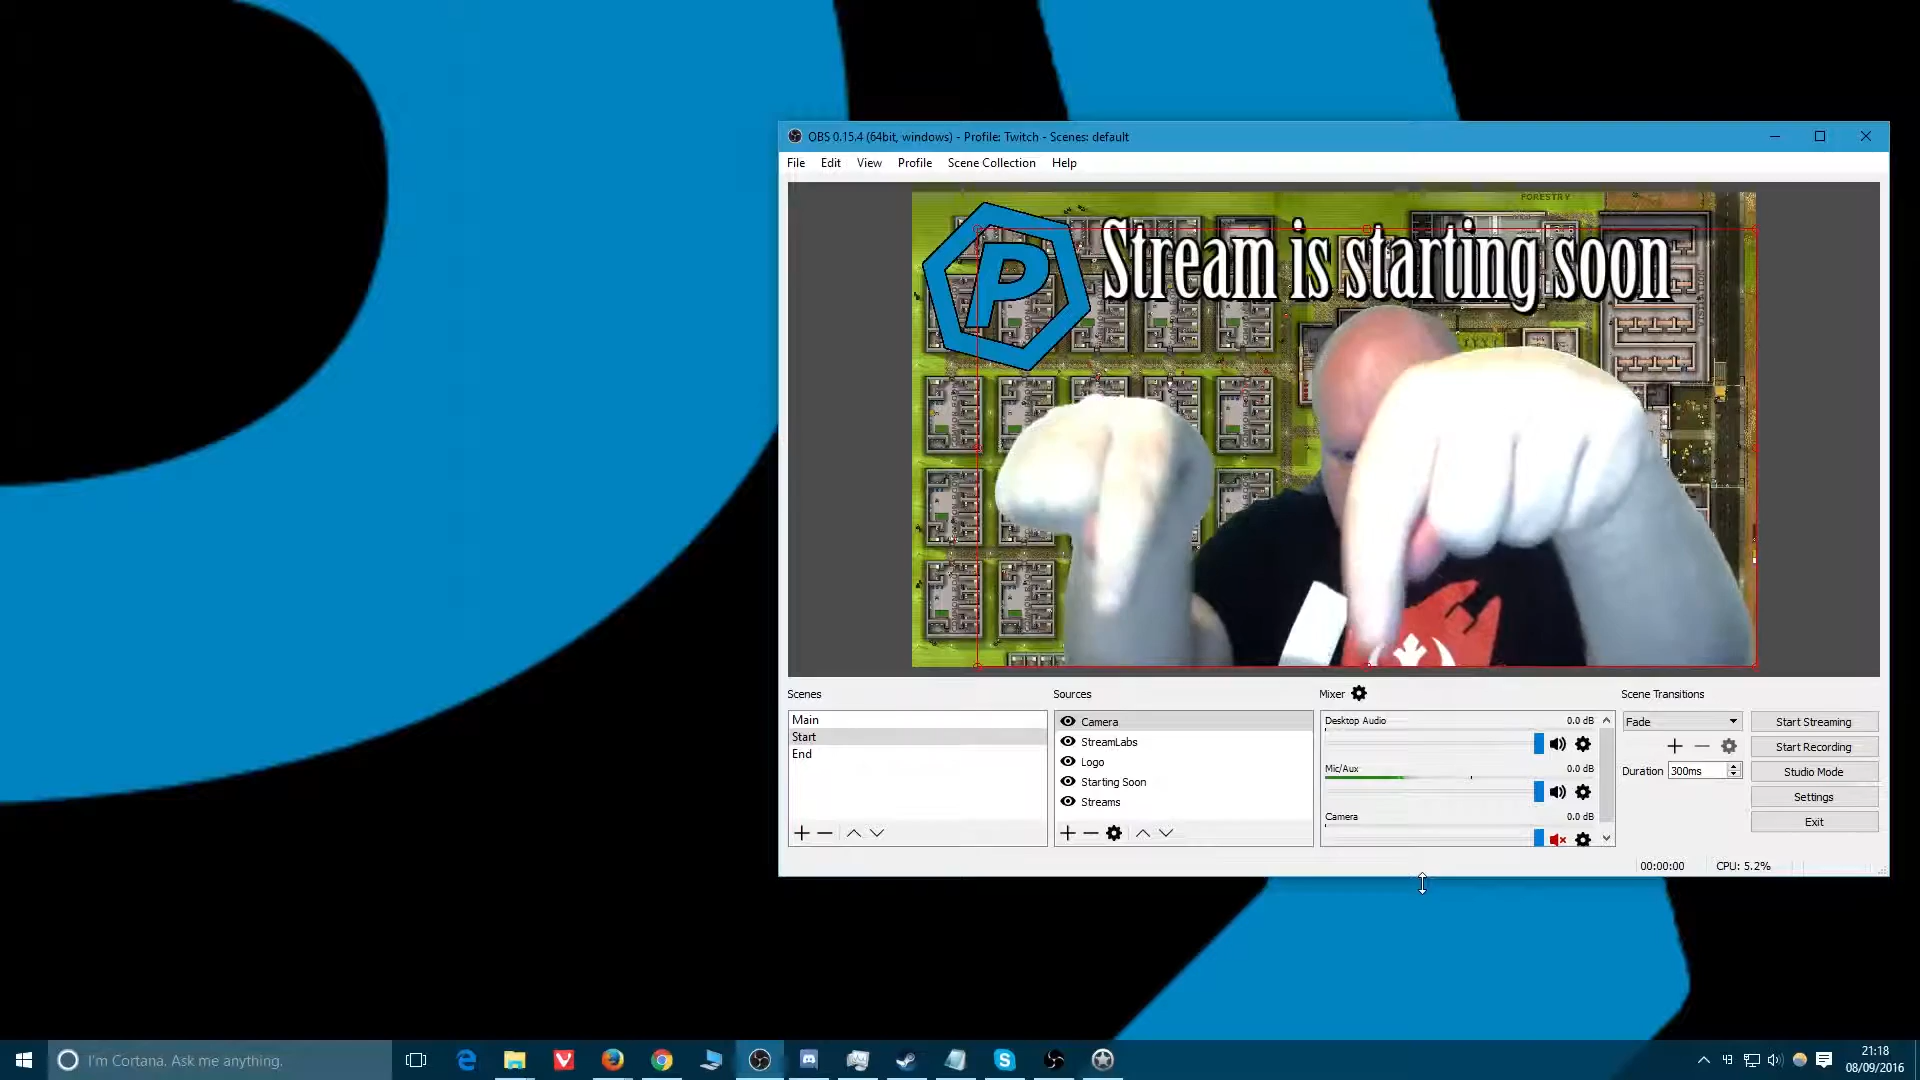 OBS 0.15.4 (64bit, windows) - Profile: Twitch - Scenes: default
File Edit View Profile Scene Collection Help
FORESTRY
P
Stream is starting soon
Scenes
Main
Start
End
Sources
Camera
StreamLabs
Logo
Starting Soon
Streams
Mixer
Desktop Audio 0.0 dB
Mic/Aux 0.0 dB
Camera 0.0 dB
Scene Transitions
Fade
Duration 300ms
Start Streaming
Start Recording
Studio Mode
Settings
Exit
00:00:00 CPU: 5.2%
I'm Cortana. Ask me anything.
43
21:18
08/09/2016